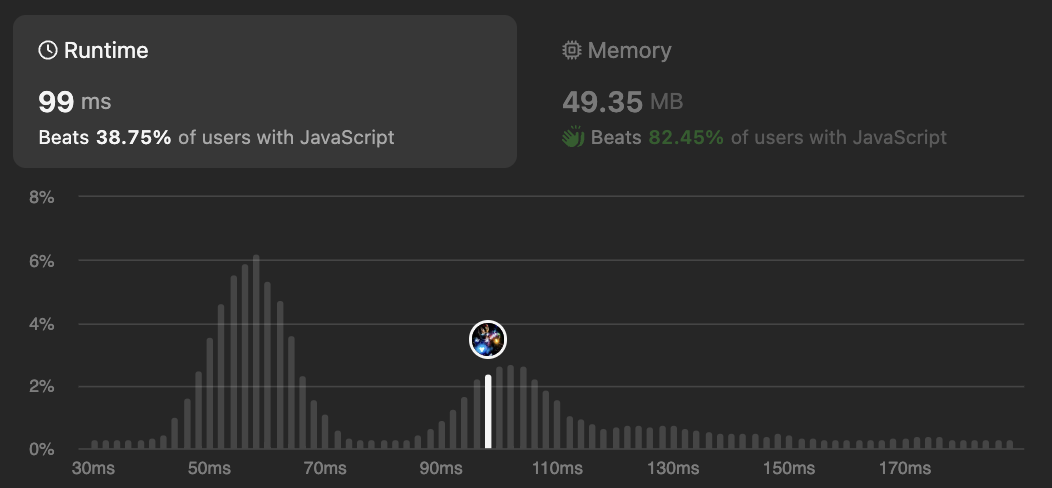 Runtime
99 ms
Beats 38.75% of users with JavaScript
Memory
49.35 MB
Beats 82.45% of users with JavaScript
8%
6%
4%
2%
0%
30ms 50ms 70ms 90ms 110ms 130ms 150ms 170ms